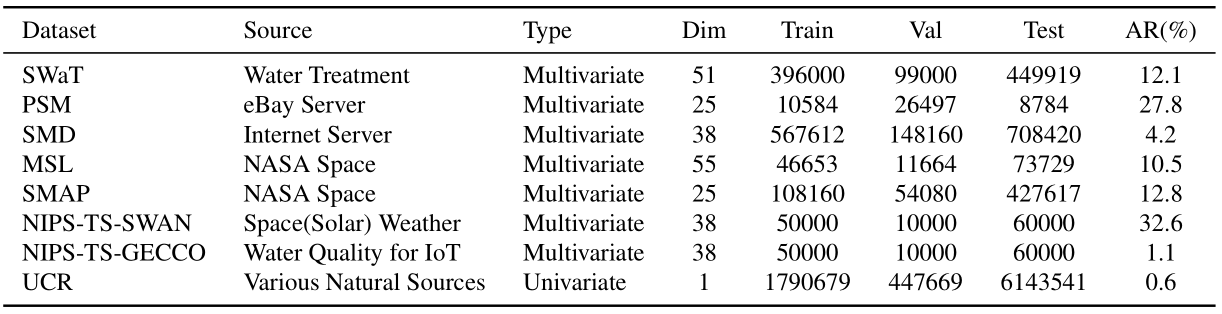 Dataset Source Type Dim Train Val Test AR(%)
SWaT Water Treatment Multivariate 51 396000 99000 449919 12.1
PSM eBay Server Multivariate 25 10584 26497 8784 27.8
SMD Internet Server Multivariate 38 567612 148160 708420 4.2
MSL NASA Space Multivariate 55 46653 11664 73729 10.5
SMAP NASA Space Multivariate 25 108160 54080 427617 12.8
NIPS-TS-SWAN Space(Solar) Weather Multivariate 38 50000 10000 60000 32.6
NIPS-TS-GECCO Water Quality for IoT Multivariate 38 50000 10000 60000 1.1
UCR Various Natural Sources Univariate 1 1790679 447669 6143541 0.6